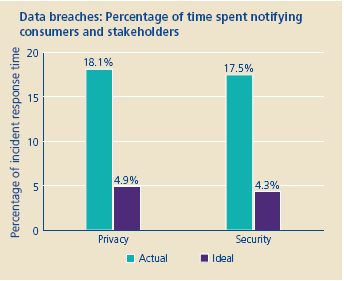 Data breaches: Percentage of time spent notifying
consumers and stakeholders
Percentage of incident response time
20
15
10
5
0
18.1%
4.9%
17.5%
4.3%
Privacy
Security
Actual
Ideal